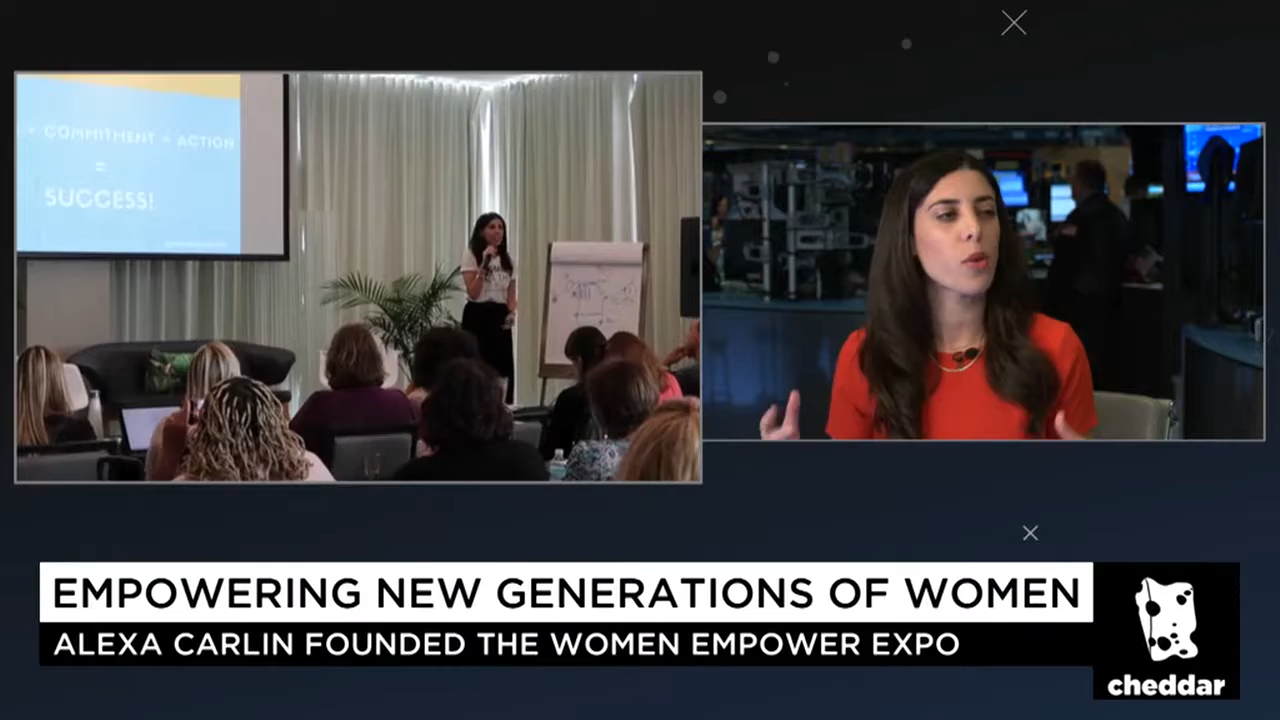 COMMITMENT + ACTION
=
SUCCESS!
EMPOWERING NEW GENERATIONS OF WOMEN
ALEXA CARLIN FOUNDED THE WOMEN EMPOWER EXPO
cheddar